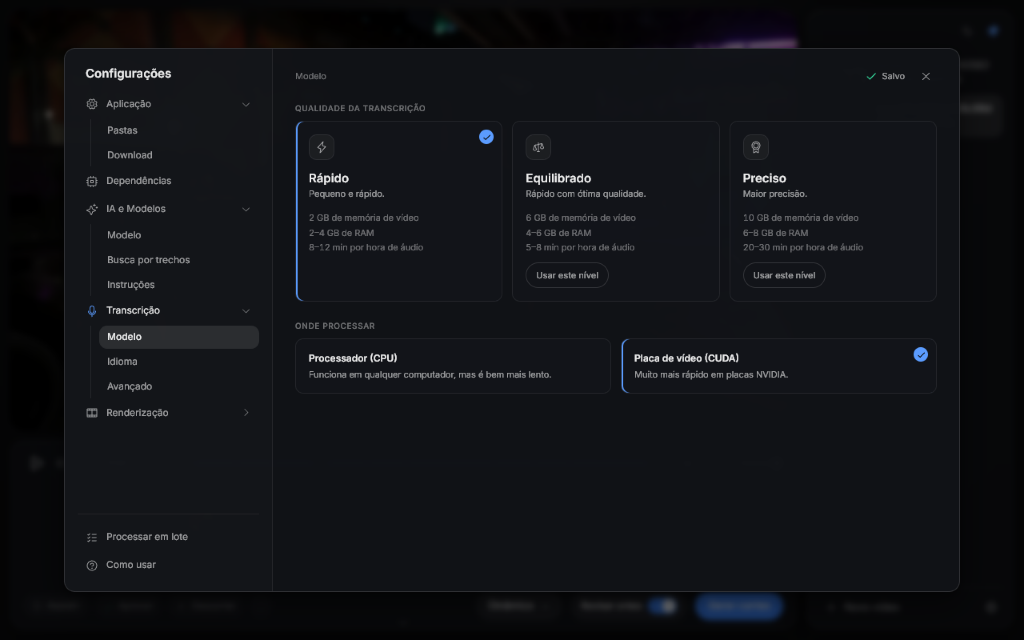 Configurações
Aplicação
Pastas
Download
Dependências
IA e Modelos
Modelo
Busca por trechos
Instruções
Transcrição
Modelo
Idioma
Avançado
Renderização
Processar em lote
Como usar
Modelo
Salvo
QUALIDADE DA TRANSCRIÇÃO
Rápido
Pequeno e rápido.
2 GB de memória de vídeo
2–4 GB de RAM
8–12 min por hora de áudio
Equilibrado
Rápido com ótima qualidade.
6 GB de memória de vídeo
4–6 GB de RAM
5–8 min por hora de áudio
Usar este nível
Preciso
Maior precisão.
10 GB de memória de vídeo
6–8 GB de RAM
20–30 min por hora de áudio
Usar este nível
ONDE PROCESSAR
Processador (CPU)
Funciona em qualquer computador, mas é bem mais lento.
Placa de vídeo (CUDA)
Muito mais rápido em placas NVIDIA.